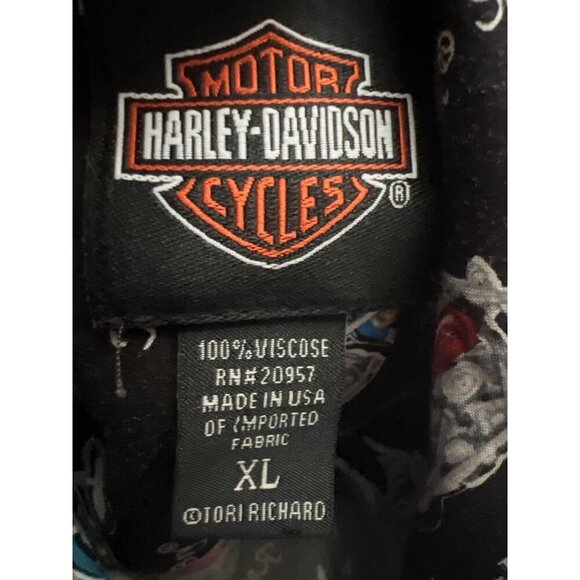 MOTOR
HARLEY-DAVIDSON
CYCLES
®
100% VISCOSE
RN# 20957
MADE IN USA
OF IMPORTED
FABRIC
XL
©TORI RICHARD